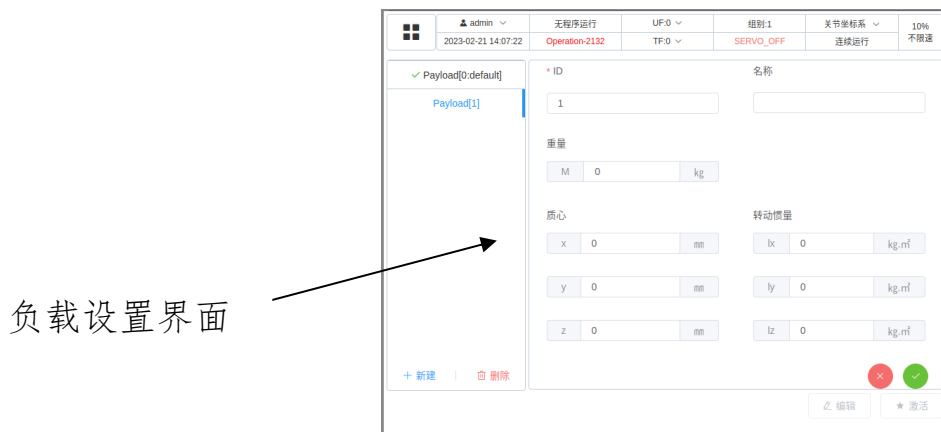 admin 无程序运行 UF:0 组别:1 关节坐标系 10%
2023-02-21 14:07:22 Operation-2132 TF:0 SERVO_OFF 连续运行 不限速
Payload[0:default]
Payload[1]
* ID 名称
1
重量
M 0 kg
质心 转动惯量
x 0 mm lx 0 kg.m²
y 0 mm ly 0 kg.m²
z 0 mm lz 0 kg.m²
负载设置界面
+ 新建 删除
编辑 激活